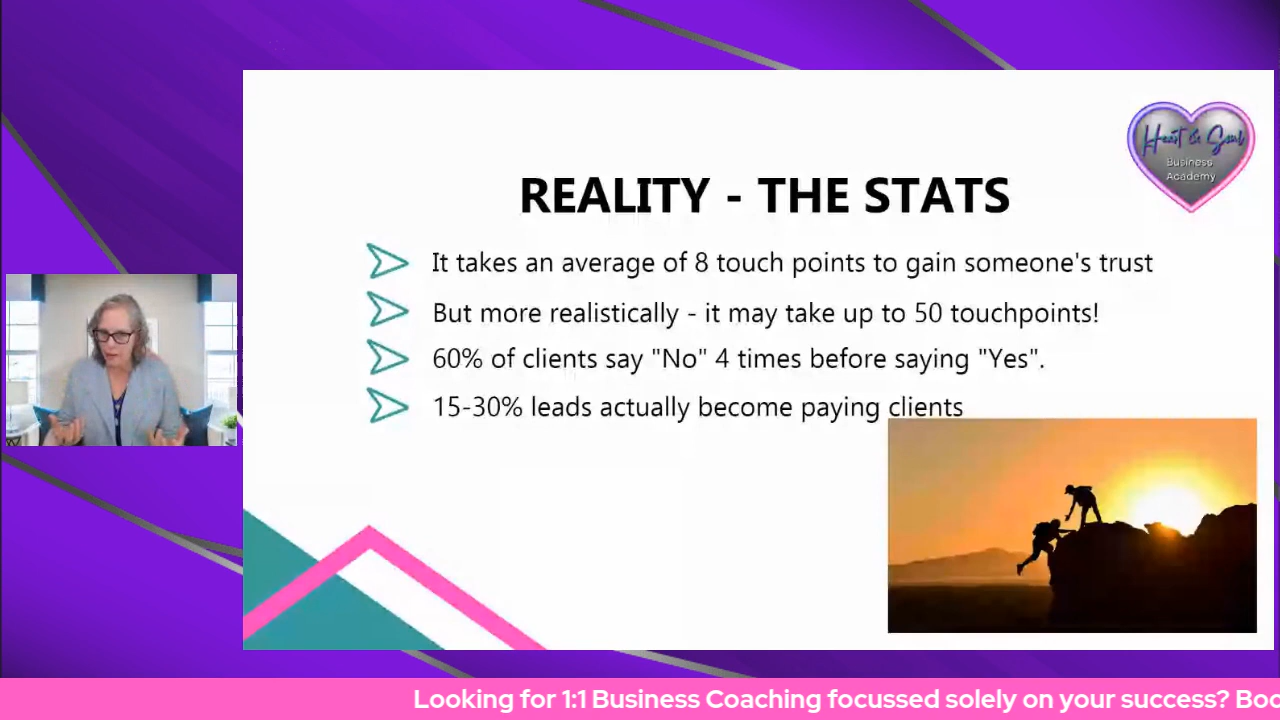 Heart & Soul
Business
Academy
REALITY - THE STATS
It takes an average of 8 touch points to gain someone's trust
But more realistically - it may take up to 50 touchpoints!
60% of clients say "No" 4 times before saying "Yes".
15-30% leads actually become paying clients
Looking for 1:1 Business Coaching focussed solely on your success? Boo